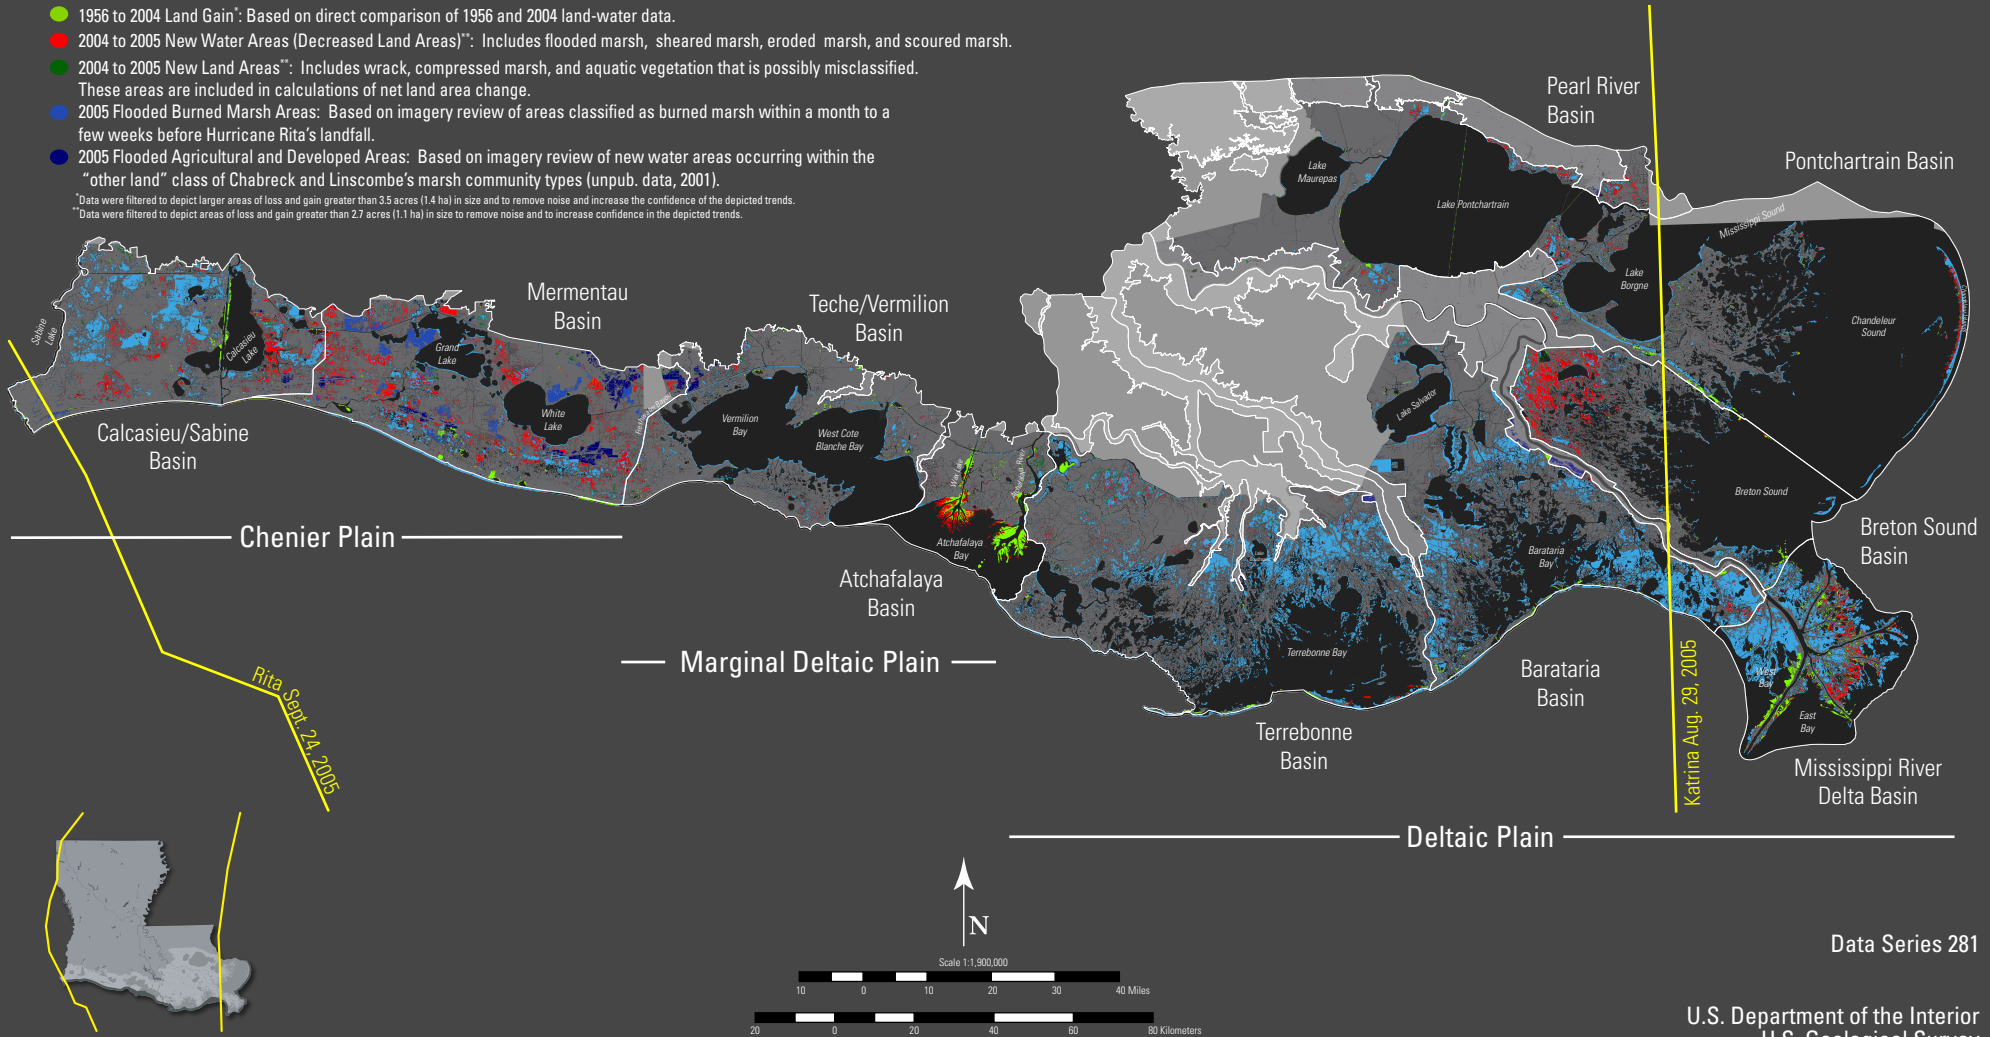 1956 to 2004 Land Gain*: Based on direct comparison of 1956 and 2004 land-water data.
2004 to 2005 New Water Areas (Decreased Land Areas)**: Includes flooded marsh, sheared marsh, eroded marsh, and scoured marsh.
2004 to 2005 New Land Areas**: Includes wrack, compressed marsh, and aquatic vegetation that is possibly misclassified.
These areas are included in calculations of net land area change.
2005 Flooded Burned Marsh Areas: Based on imagery review of areas classified as burned marsh within a month to a
few weeks before Hurricane Rita's landfall.
2005 Flooded Agricultural and Developed Areas: Based on imagery review of new water areas occurring within the
"other land" class of Chabreck and Linscombe's marsh community types (unpub. data, 2001).
*Data were filtered to depict larger areas of loss and gain greater than 3.5 acres (1.4 ha) in size and to remove noise and increase the confidence of the depicted trends.
**Data were filtered to depict areas of loss and gain greater than 2.7 acres (1.1 ha) in size to remove noise and to increase confidence in the depicted trends.
Pearl River
Basin
Pontchartrain Basin
Lake
Maurepas
Lake Pontchartrain
Mississippi Sound
Lake
Borgne
Chandeleur
Sound
Mermentau
Basin
Teche/Vermilion
Basin
Sabine
Lake
Calcasieu
Lake
Grand
Lake
White
Lake
Vermilion
Bay
West Cote
Blanche Bay
Lake Salvador
Calcasieu/Sabine
Basin
Wax Lake
Atchafalaya River
Breton Sound
Chenier Plain
Atchafalaya
Bay
Barataria
Bay
Breton Sound
Basin
Atchafalaya
Basin
Lake
Marginal Deltaic Plain
Terrebonne Bay
Barataria
Basin
West
Bay
East
Bay
Rita Sept. 24, 2005
Katrina Aug. 29, 2005
Terrebonne
Basin
Mississippi River
Delta Basin
Deltaic Plain
N
Data Series 281
Scale 1:1,900,000
10 0 10 20 30 40 Miles
20 0 20 40 60 80 Kilometers
U.S. Department of the Interior
U.S. Geological Survey